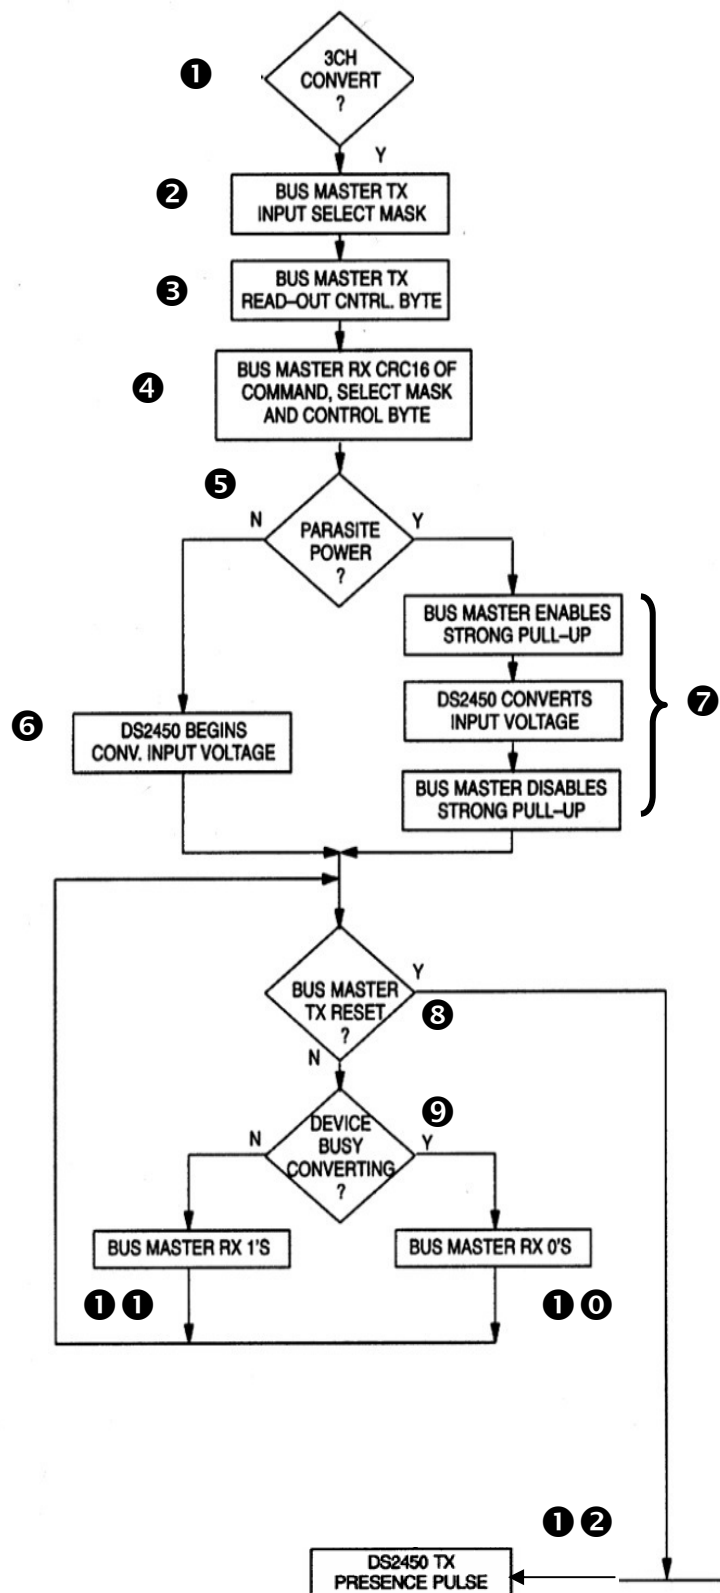 ❶
3CH
CONVERT
?
Y
❷
BUS MASTER TX
INPUT SELECT MASK
❸
BUS MASTER TX
READ–OUT CNTRL. BYTE
❹
BUS MASTER RX CRC16 OF
COMMAND, SELECT MASK
AND CONTROL BYTE
❺
N
PARASITE
POWER
?
Y
❻
DS2450 BEGINS
CONV. INPUT VOLTAGE
BUS MASTER ENABLES
STRONG PULL–UP
DS2450 CONVERTS
INPUT VOLTAGE
BUS MASTER DISABLES
STRONG PULL–UP
❼
BUS MASTER
TX RESET
?
Y
❽
N
DEVICE
BUSY
CONVERTING
?
❾
N
Y
BUS MASTER RX 1'S
BUS MASTER RX 0'S
❶❶
❶⓿
❶❷
DS2450 TX
PRESENCE PULSE